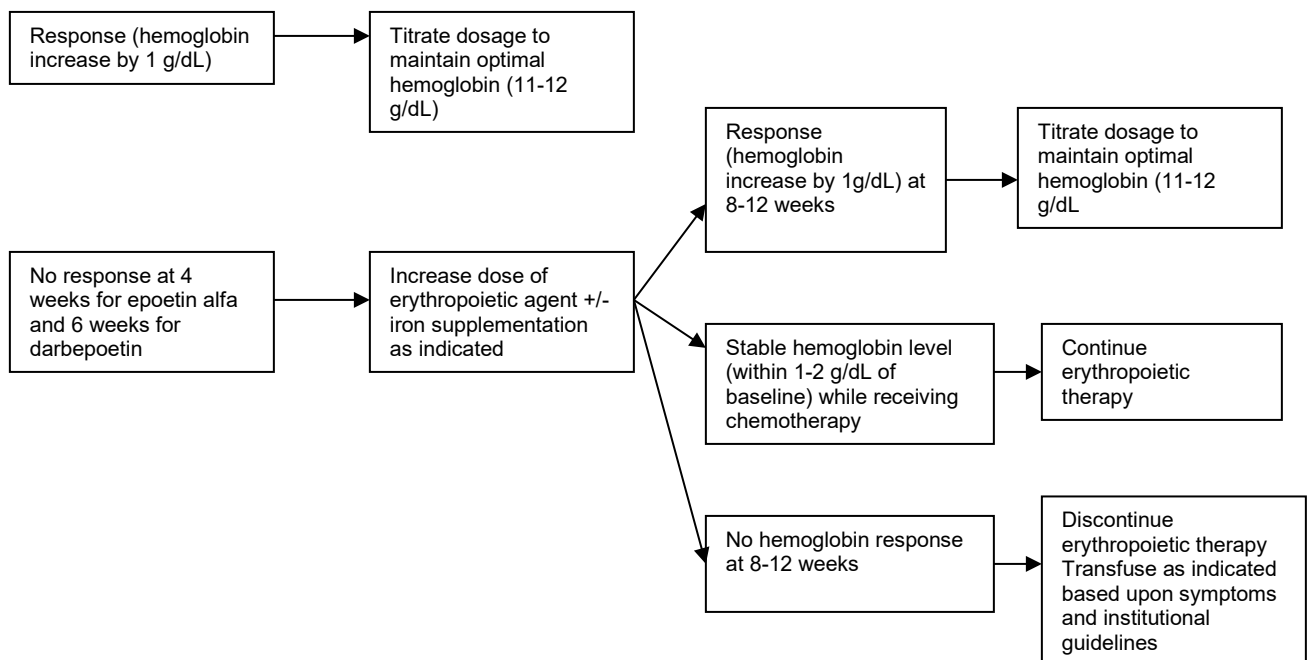 Response (hemoglobin
increase by 1 g/dL)
Titrate dosage to
maintain optimal
hemoglobin (11-12
g/dL)
Response
(hemoglobin
increase by 1g/dL) at
8-12 weeks
Titrate dosage to
maintain optimal
hemoglobin (11-12
g/dL
No response at 4
weeks for epoetin alfa
and 6 weeks for
darbepoetin
Increase dose of
erythropoietic agent +/-
iron supplementation
as indicated
Stable hemoglobin level
(within 1-2 g/dL of
baseline) while receiving
chemotherapy
Continue
erythropoietic
therapy
No hemoglobin response
at 8-12 weeks
Discontinue
erythropoietic therapy
Transfuse as indicated
based upon symptoms
and institutional
guidelines